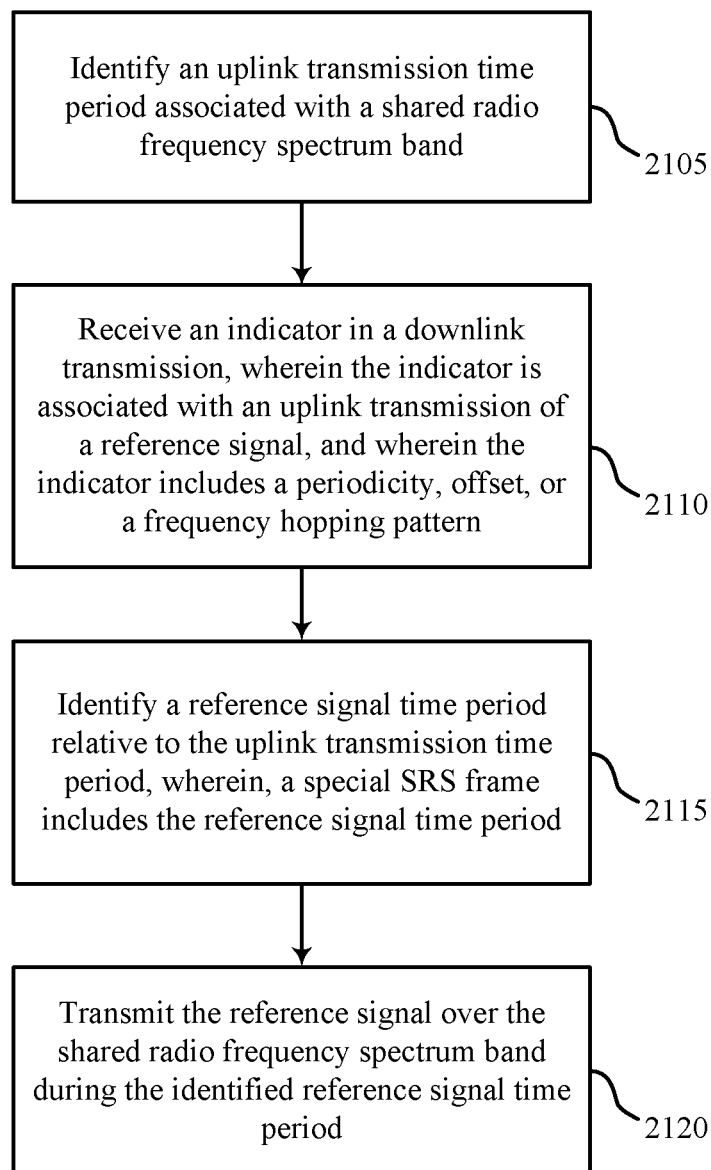 Identify an uplink transmission time
period associated with a shared radio
frequency spectrum band
2105
Receive an indicator in a downlink
transmission, wherein the indicator is
associated with an uplink transmission of
a reference signal, and wherein the
indicator includes a periodicity, offset, or
a frequency hopping pattern
2110
Identify a reference signal time period
relative to the uplink transmission time
period, wherein, a special SRS frame
includes the reference signal time period
2115
Transmit the reference signal over the
shared radio frequency spectrum band
during the identified reference signal time
period
2120